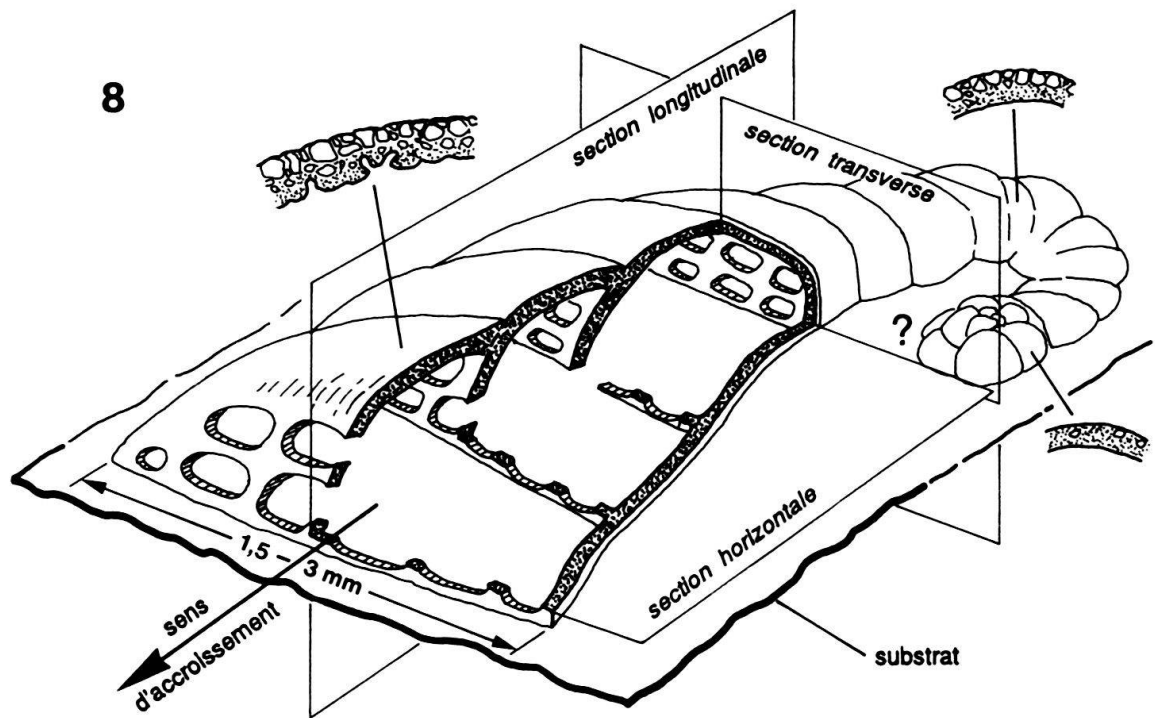 8
section longitudinale
section transverse
?
section horizontale
1,5 – 3 mm
sens
d'accroissement
substrat